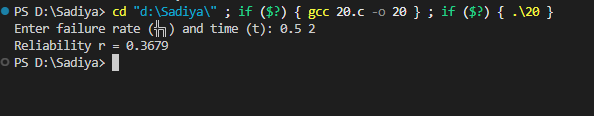 PS D:\Sadiya> cd "d:\Sadiya\" ; if ($?) { gcc 20.c -o 20 } ; if ($?) { .\20 }
Enter failure rate (╬╗) and time (t): 0.5 2
Reliability r = 0.3679
PS D:\Sadiya>